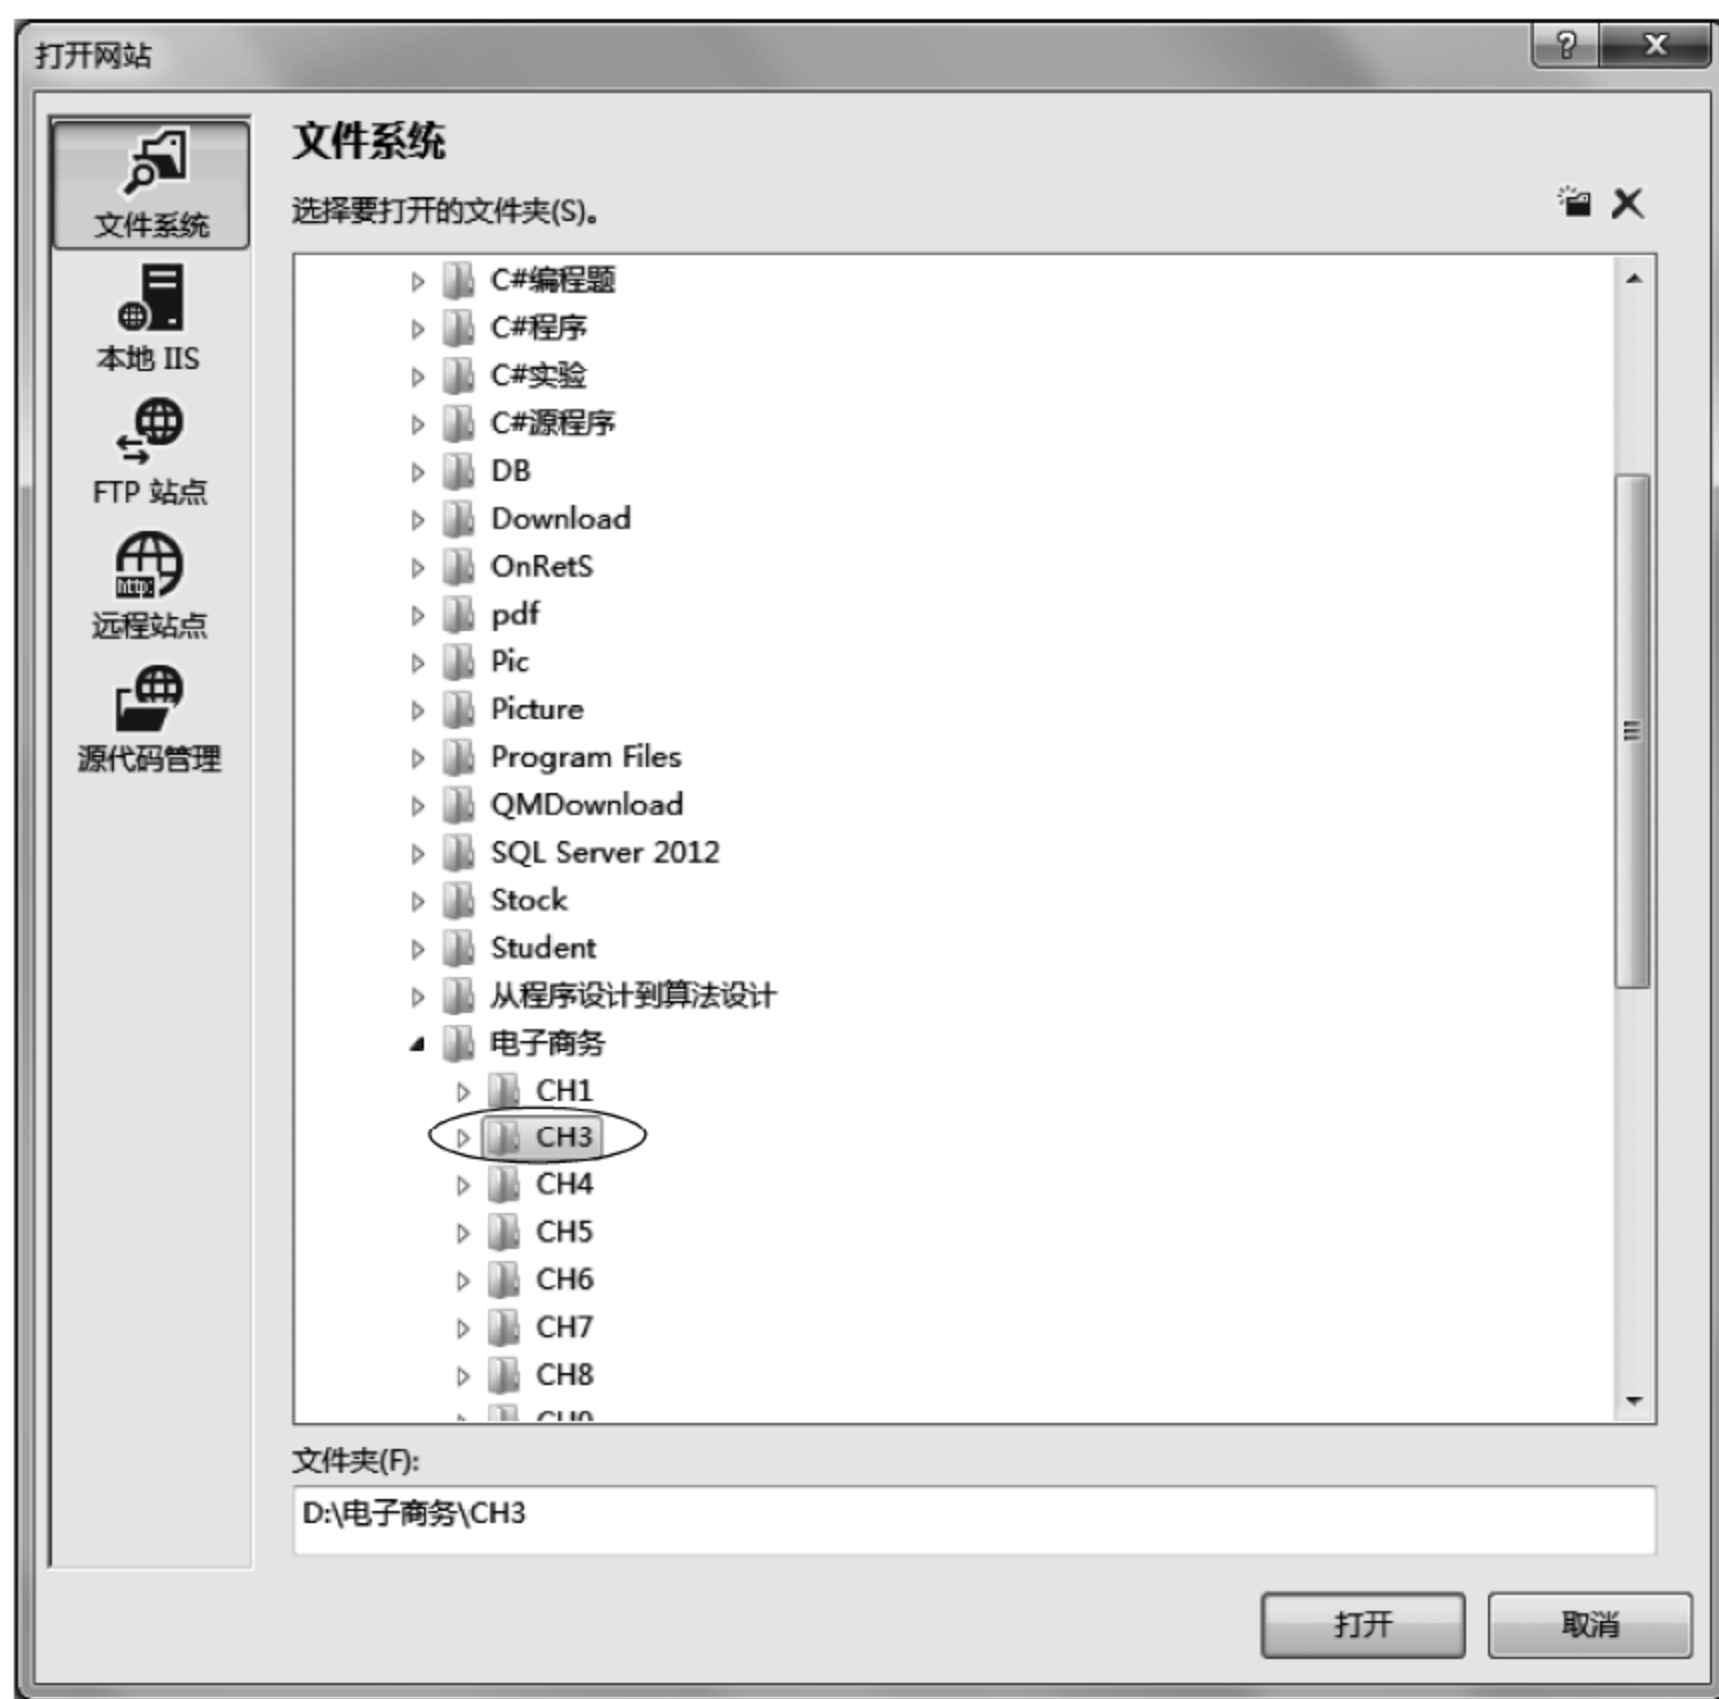 打开网站
文件系统
本地 IIS
FTP 站点
http:
远程站点
源代码管理
文件系统
选择要打开的文件夹(S)。
C#编程题
C#程序
C#实验
C#源程序
DB
Download
OnRetS
pdf
Pic
Picture
Program Files
QMDownload
SQL Server 2012
Stock
Student
从程序设计到算法设计
电子商务
CH1
CH3
CH4
CH5
CH6
CH7
CH8
文件夹(F):
D:\电子商务\CH3
打开
取消